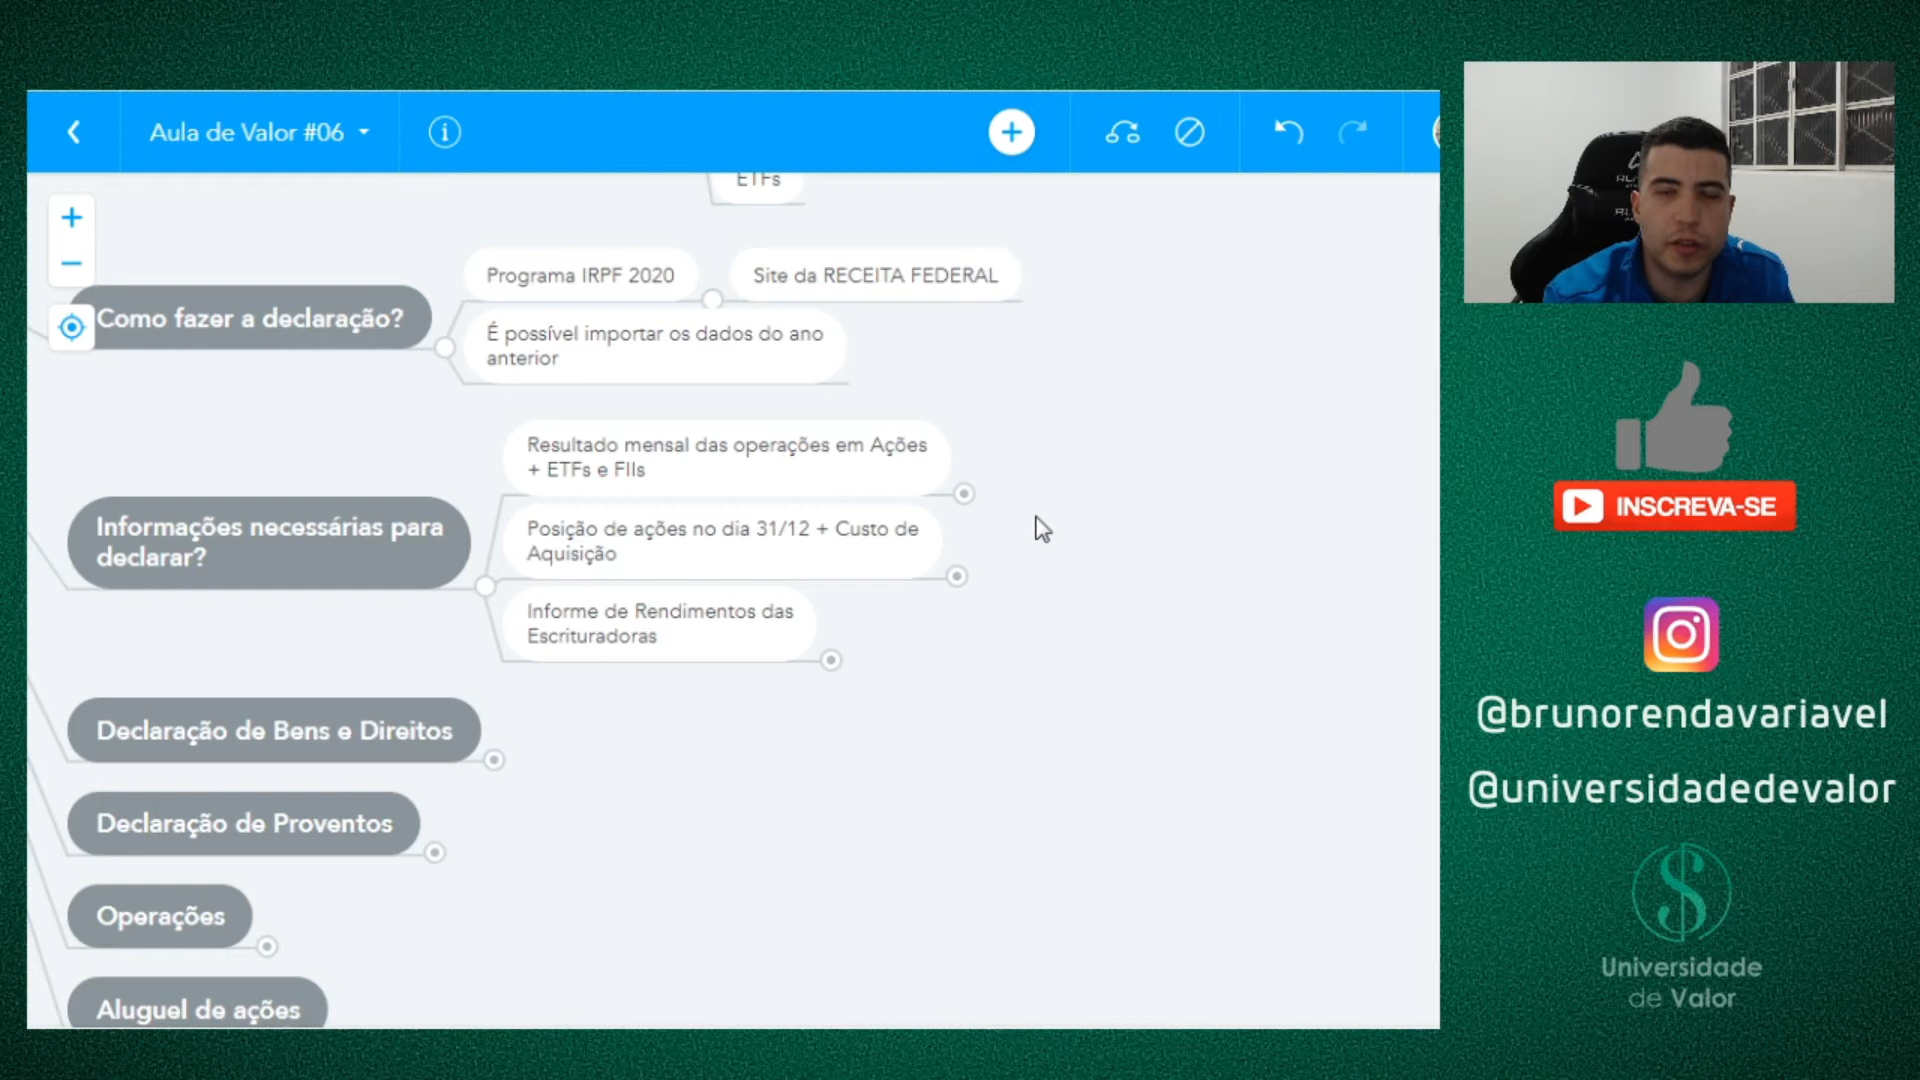 Aula de Valor #06
ETFs
Programa IRPF 2020
Site da RECEITA FEDERAL
Como fazer a declaração?
É possível importar os dados do ano
anterior
Resultado mensal das operações em Ações
+ ETFs e FIIs
Informações necessárias para
declarar?
Posição de ações no dia 31/12 + Custo de
Aquisição
Informe de Rendimentos das
Escrituradoras
Declaração de Bens e Direitos
Declaração de Proventos
Operações
Aluguel de ações
INSCREVA-SE
@brunorendavariavel
@universidadedevalor
Universidade
de Valor